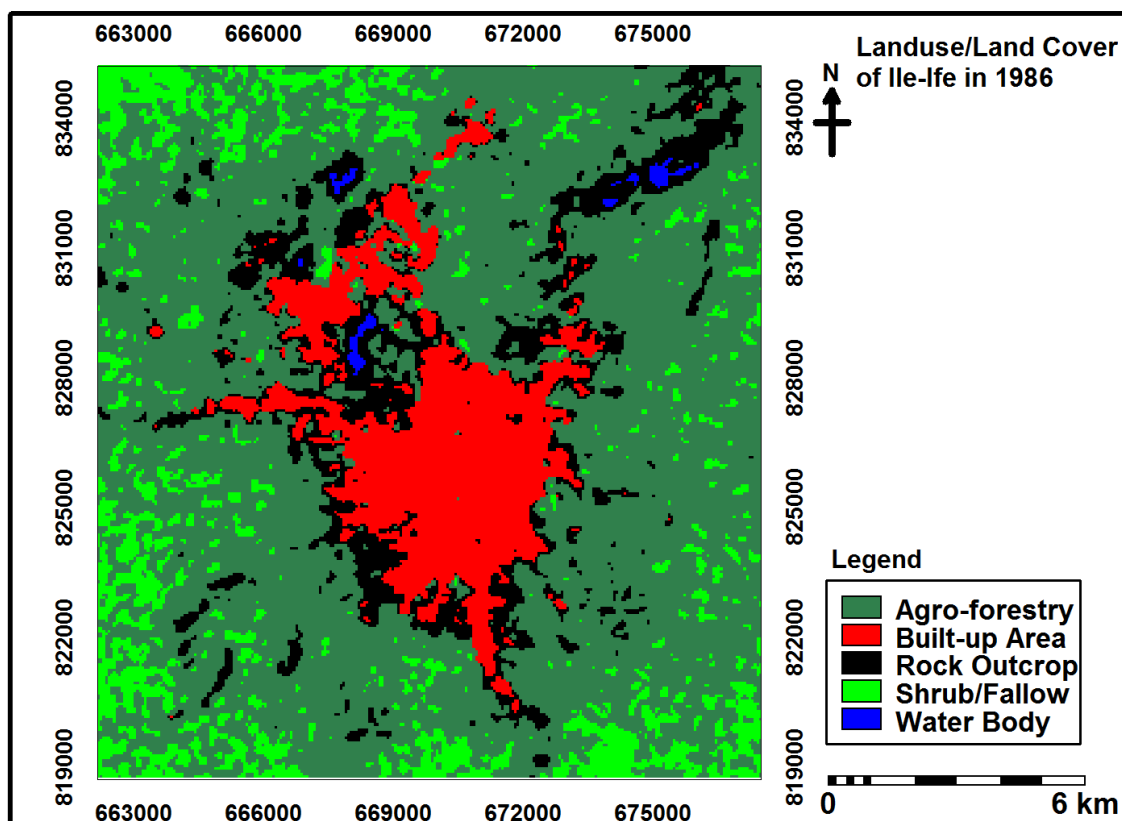 663000 666000 669000 672000 675000
Landuse/Land Cover
of Ile-Ife in 1986
N
834000 834000
831000 831000
828000 828000
825000 825000
822000 822000
819000 819000
Legend
Agro-forestry
Built-up Area
Rock Outcrop
Shrub/Fallow
Water Body
0 6 km
663000 666000 669000 672000 675000